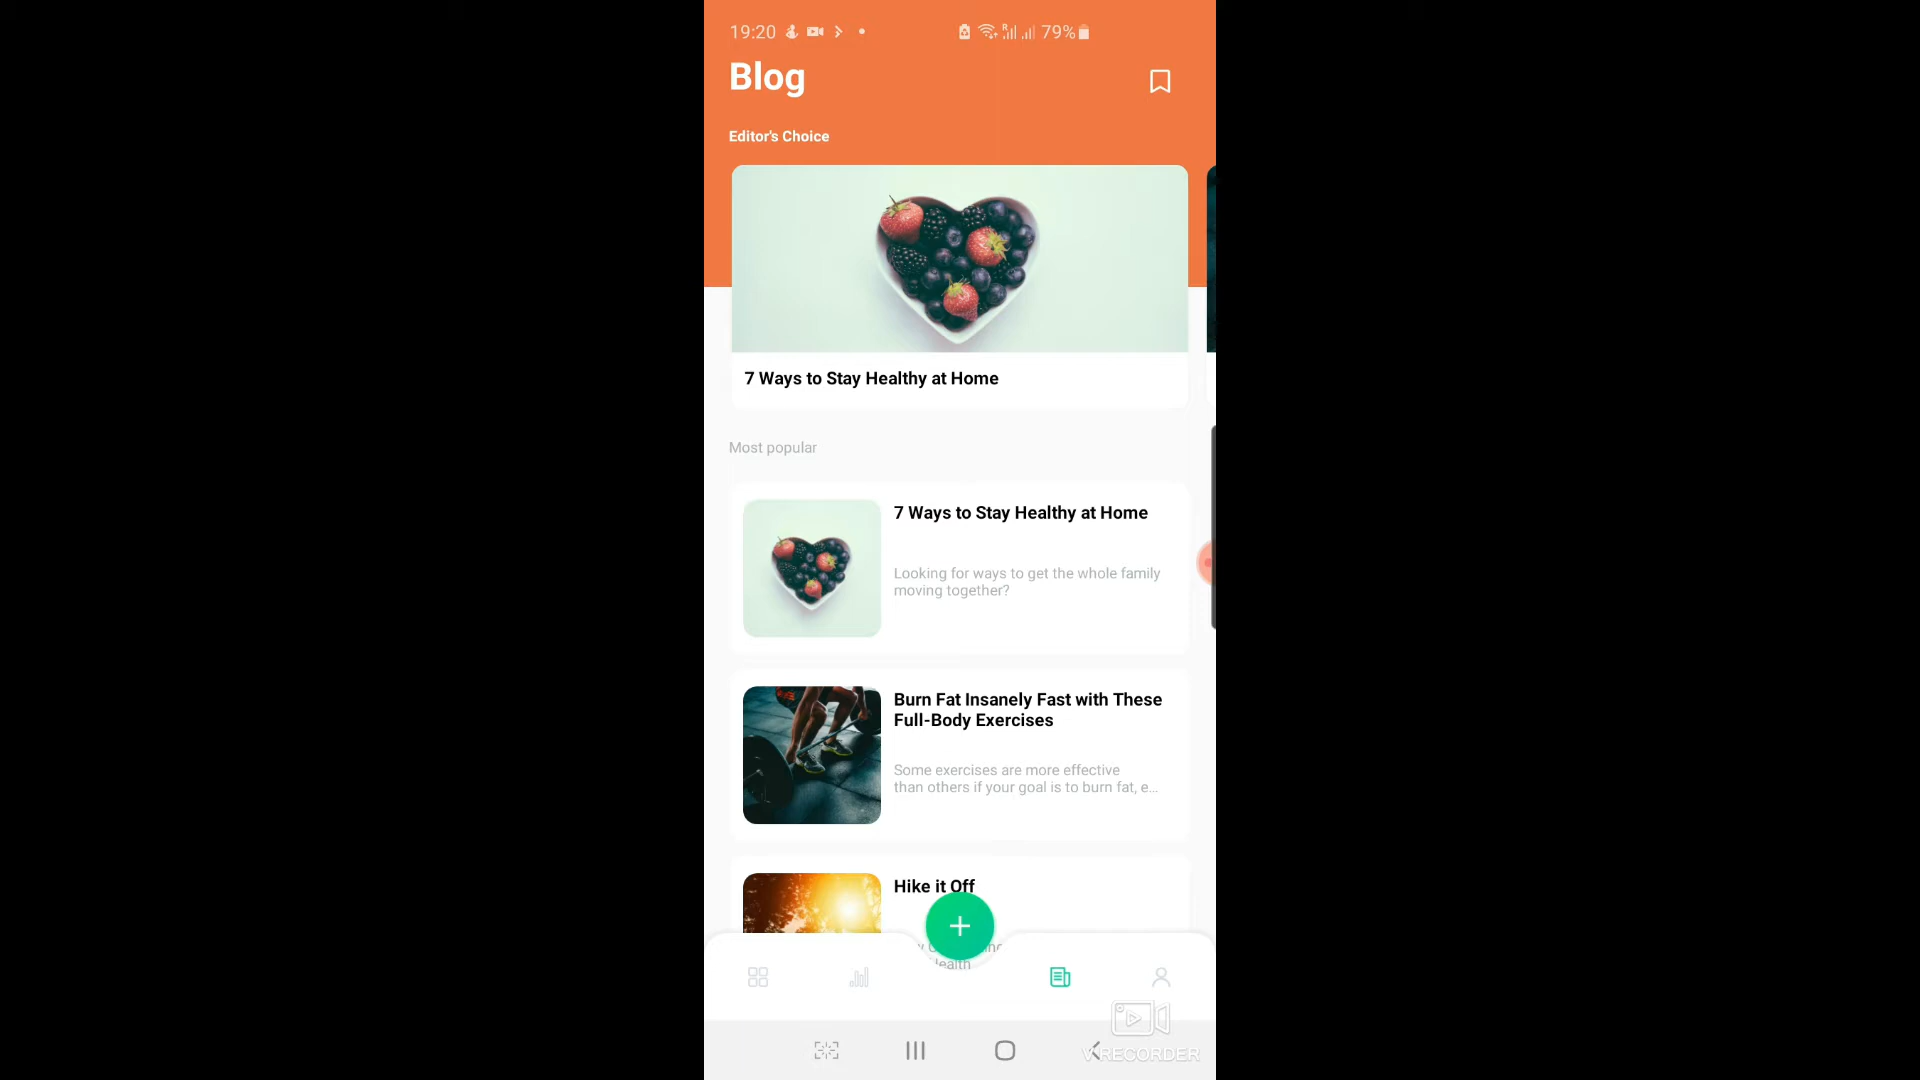 19:20
79%
Blog
Editor's Choice
7 Ways to Stay Healthy at Home
Most popular
7 Ways to Stay Healthy at Home
Looking for ways to get the whole family
moving together?
Burn Fat Insanely Fast with These
Full-Body Exercises
Some exercises are more effective
than others if your goal is to burn fat, e...
Hike it Off
Health
V RECORDER